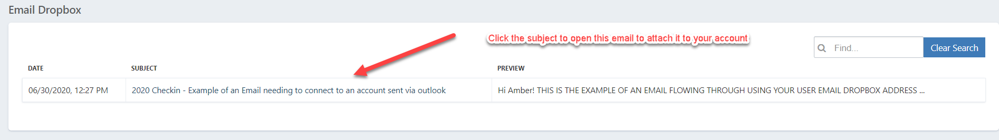 Email Dropbox
Click the subject to open this email to attach it to your account
Find...
Clear Search
DATE
SUBJECT
PREVIEW
06/30/2020, 12:27 PM
2020 Checkin - Example of an Email needing to connect to an account sent via outlook
Hi Amber! THIS IS THE EXAMPLE OF AN EMAIL FLOWING THROUGH USING YOUR USER EMAIL DROPBOX ADDRESS ...